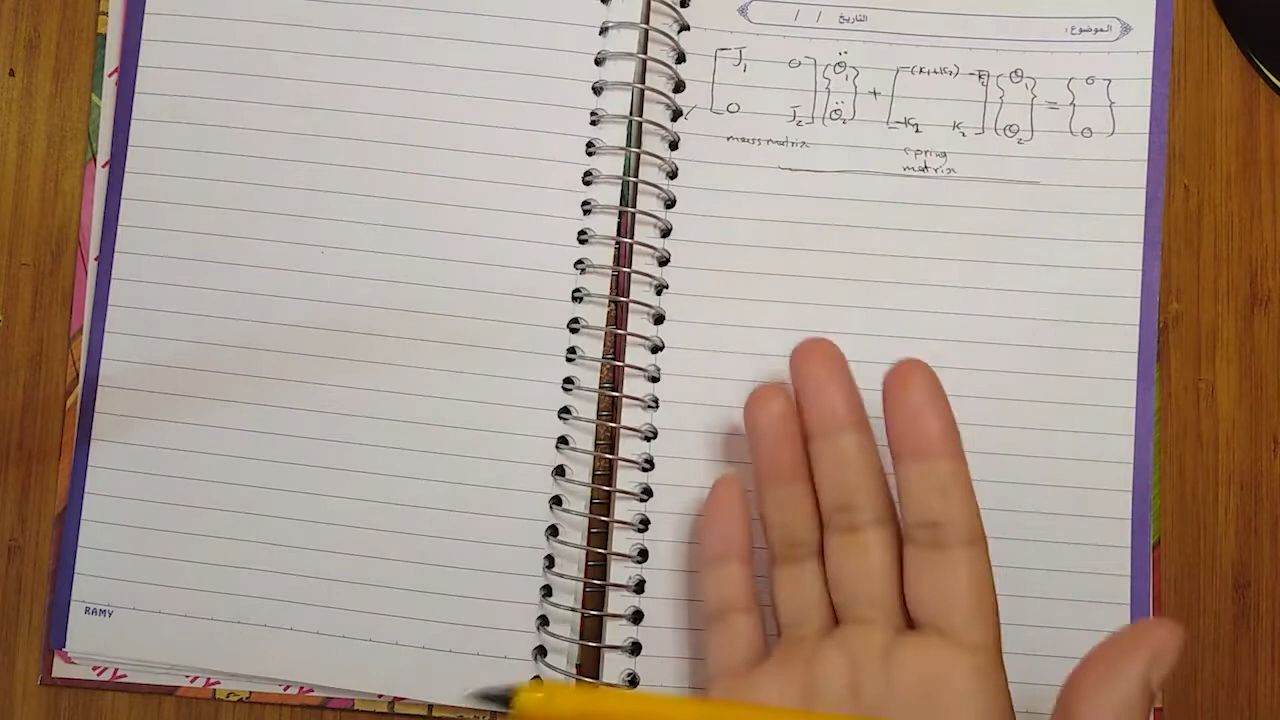 التاريخ / /
الموضوع:
[J₁ 0] {θ̈₁} + [-(K₁+K₂) -K₂] {θ₁} = {0}
[0 J₂] {θ̈₂} [-K₂ K₂] {θ₂} {0}
mass matrix spring
matrix
RAMY